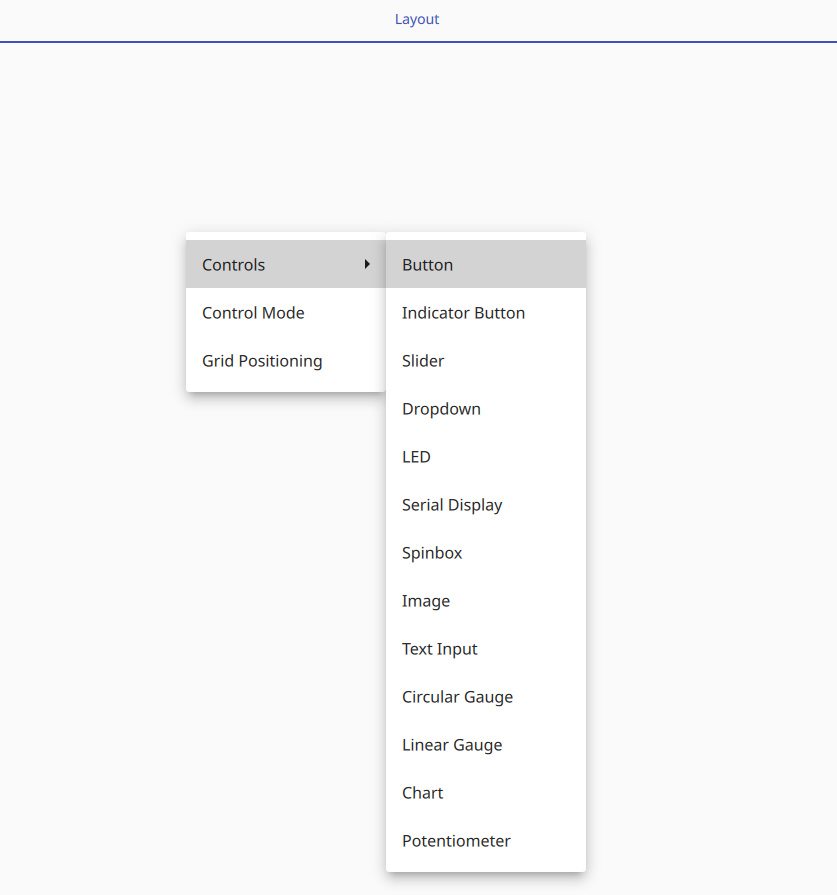 Layout
Controls
Control Mode
Grid Positioning
Button
Indicator Button
Slider
Dropdown
LED
Serial Display
Spinbox
Image
Text Input
Circular Gauge
Linear Gauge
Chart
Potentiometer